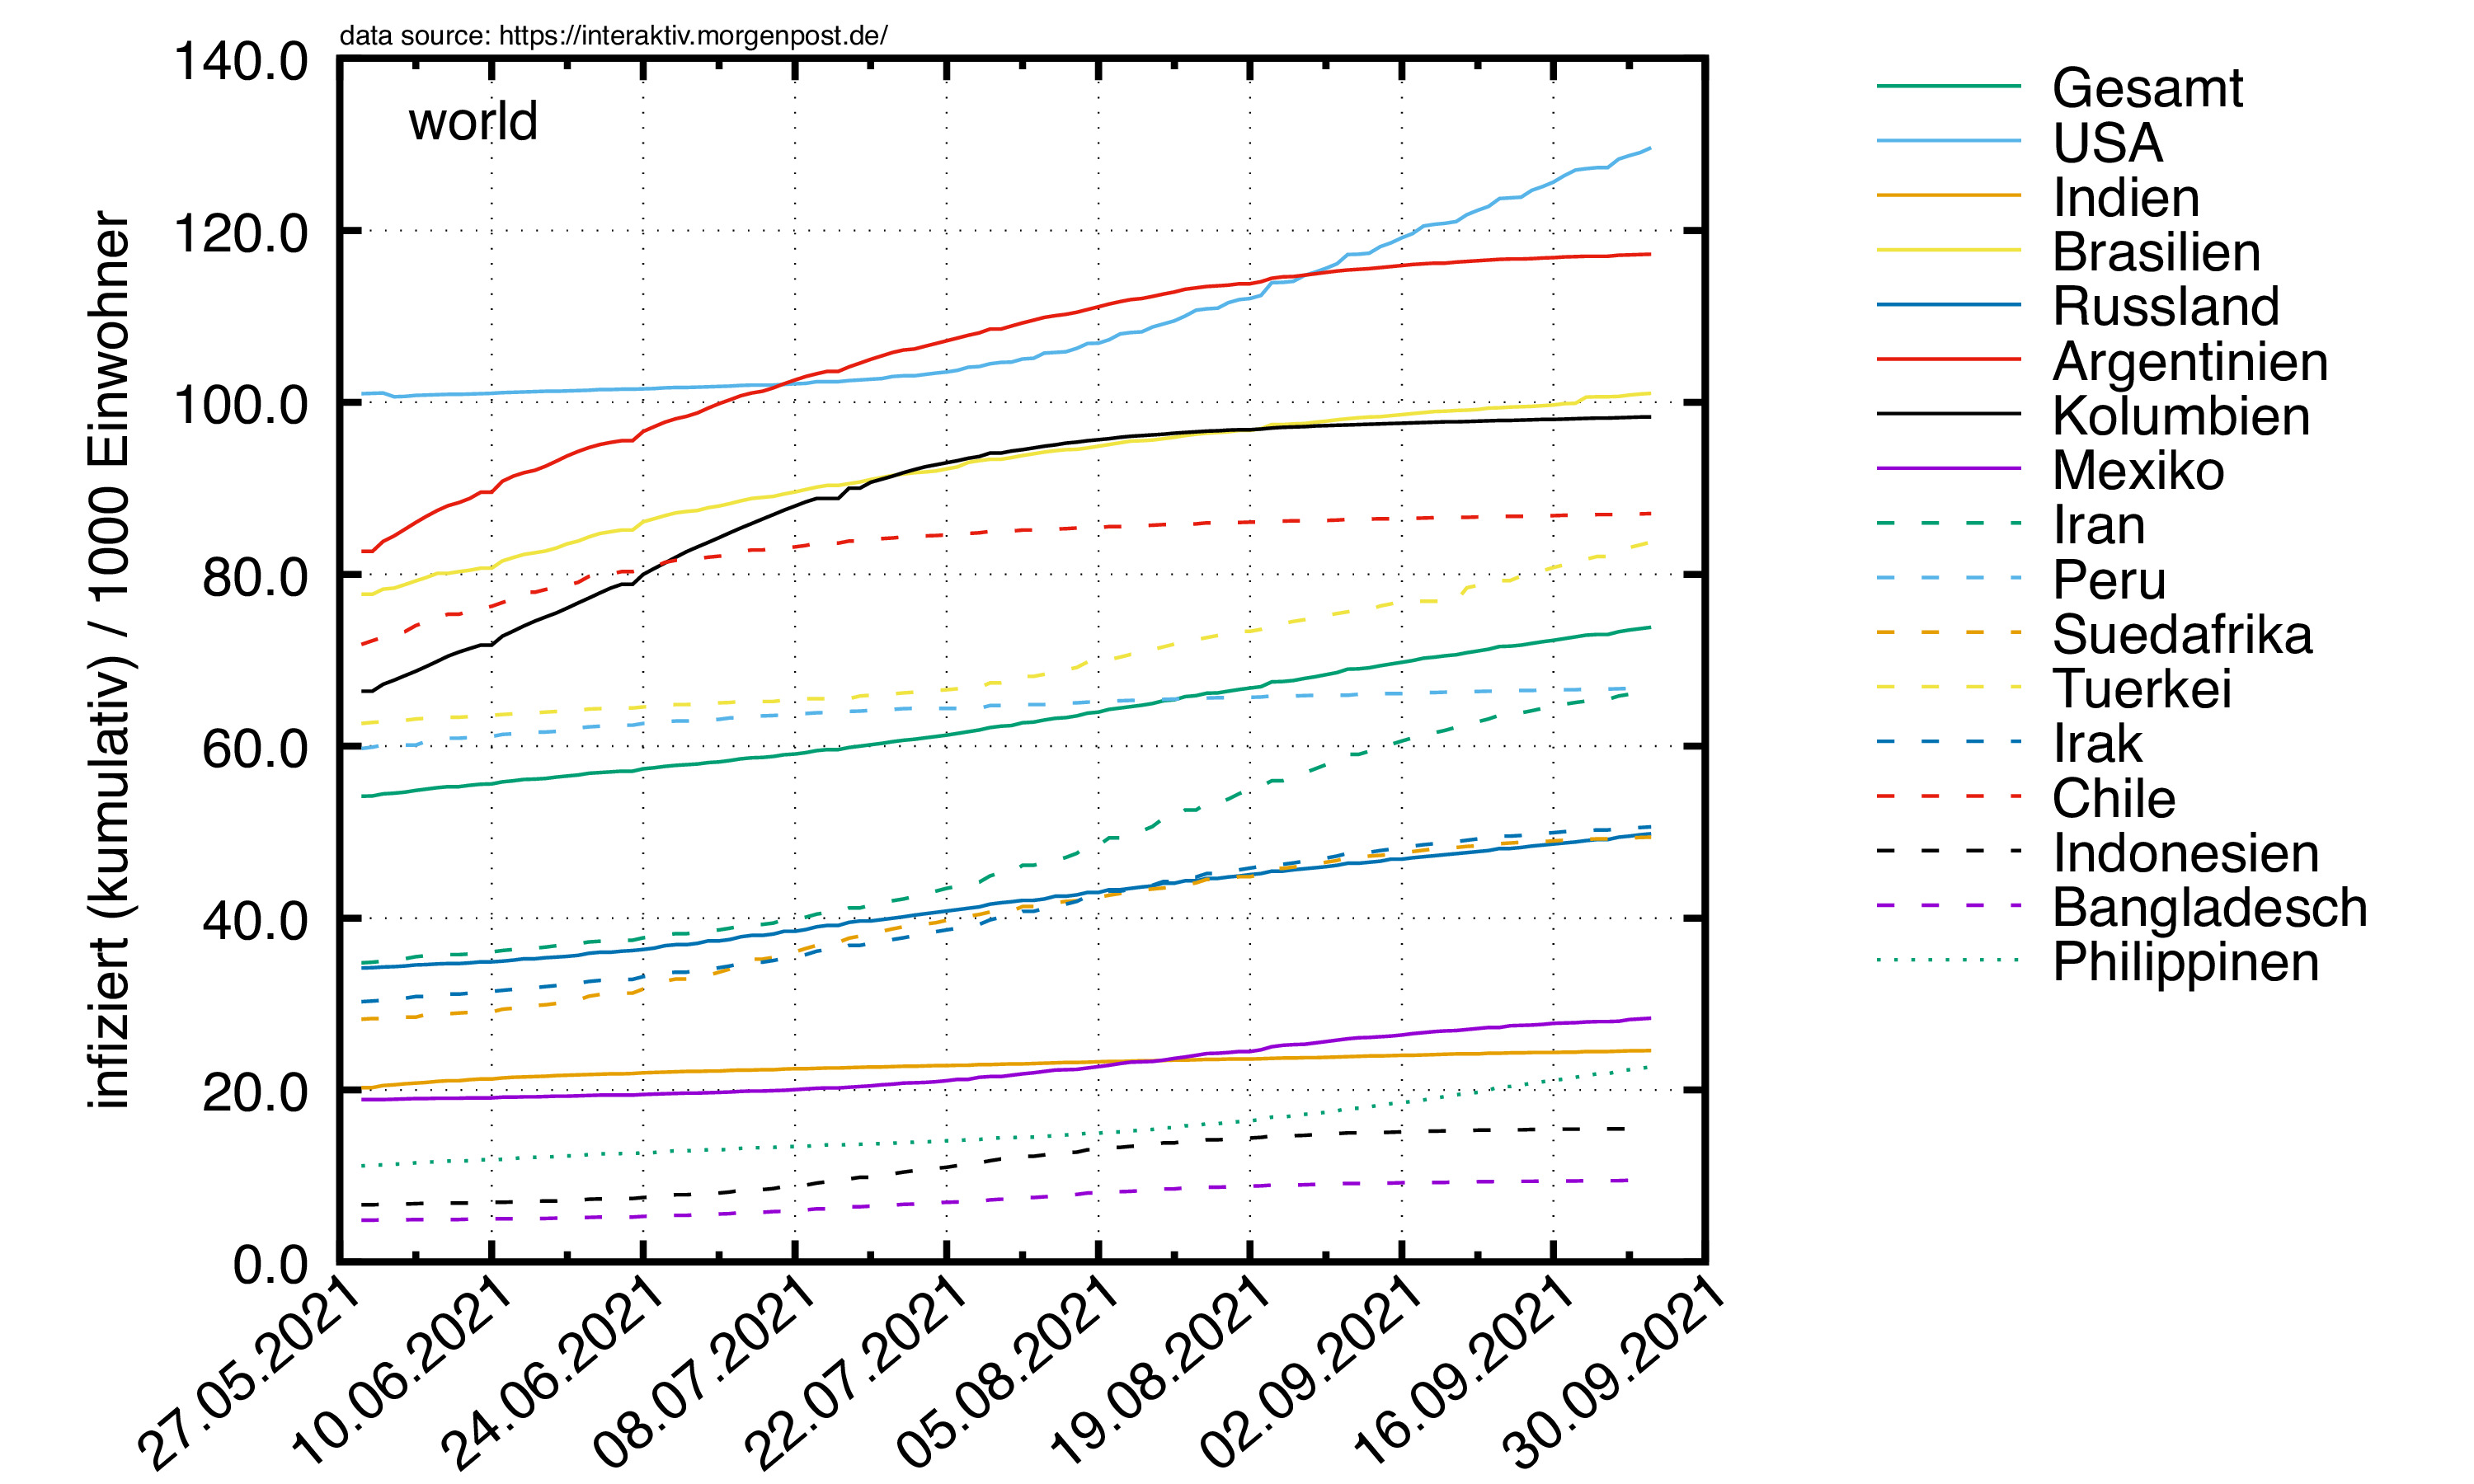 data source: https://interaktiv.morgenpost.de/
world
infiziert (kumulativ) / 1000 Einwohner
140.0
120.0
100.0
80.0
60.0
40.0
20.0
0.0
27.05.2021
10.06.2021
24.06.2021
08.07.2021
22.07.2021
05.08.2021
19.08.2021
02.09.2021
16.09.2021
30.09.2021
Gesamt
USA
Indien
Brasilien
Russland
Argentinien
Kolumbien
Mexiko
Iran
Peru
Suedafrika
Tuerkei
Irak
Chile
Indonesien
Bangladesch
Philippinen